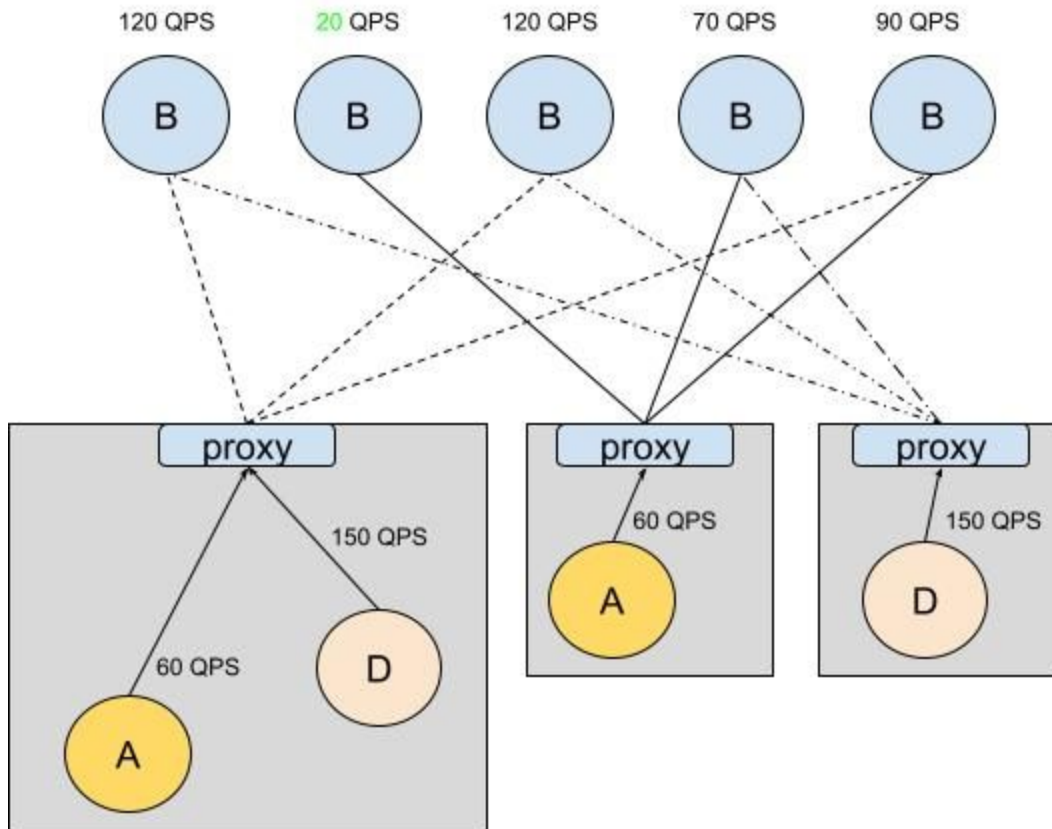 120 QPS
20 QPS
120 QPS
70 QPS
90 QPS
B
B
B
B
B
proxy
proxy
proxy
150 QPS
60 QPS
150 QPS
60 QPS
A
D
D
A